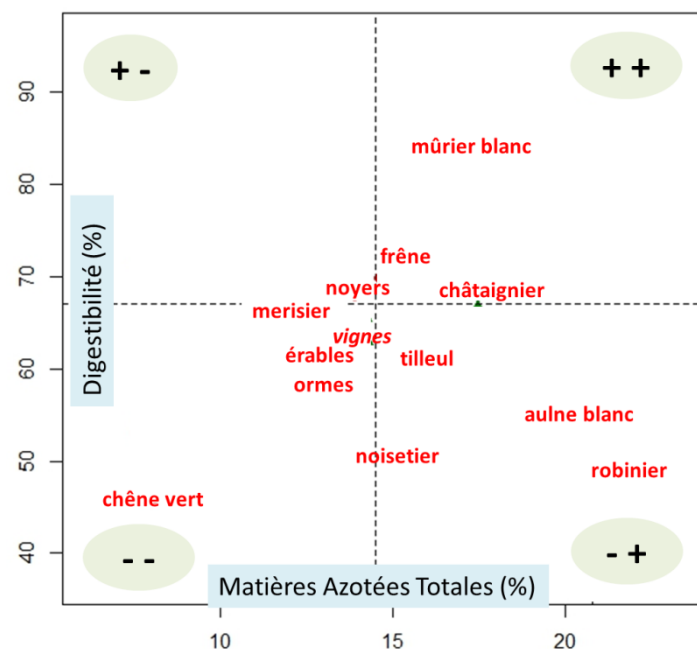 + -
+ +
90
80
70
60
50
40
Digestibilité (%)
mûrier blanc
frêne
noyers
châtaignier
merisier
vignes
érables
tilleul
ormes
aulne blanc
noisetier
robinier
chêne vert
- -
- +
Matières Azotées Totales (%)
10
15
20